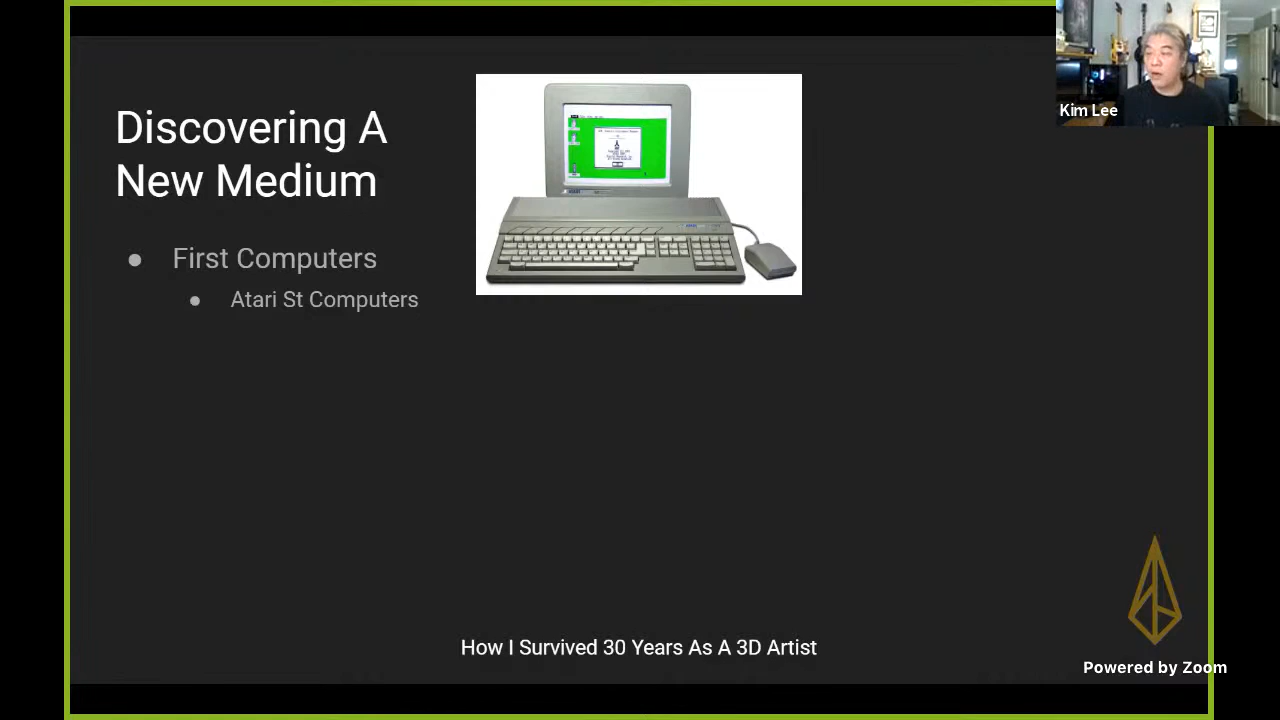 Discovering A
New Medium
● First Computers
● Atari St Computers
Kim Lee
How I Survived 30 Years As A 3D Artist
Powered by Zoom